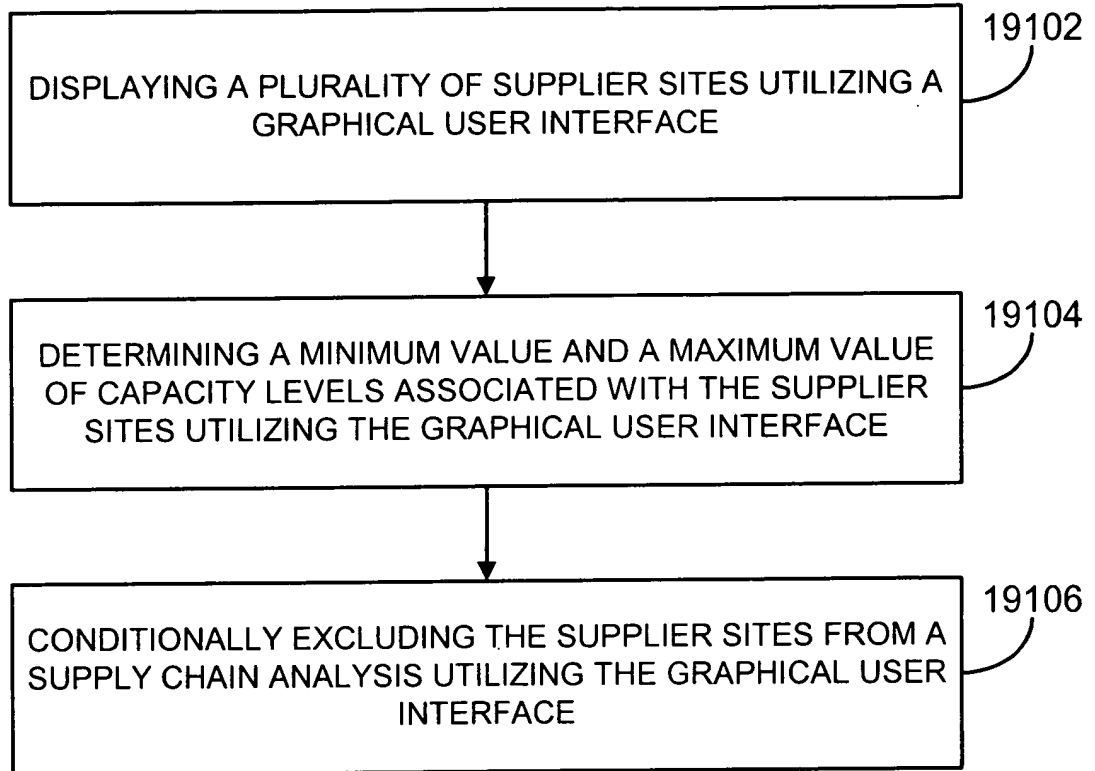 19102
DISPLAYING A PLURALITY OF SUPPLIER SITES UTILIZING A
GRAPHICAL USER INTERFACE
19104
DETERMINING A MINIMUM VALUE AND A MAXIMUM VALUE
OF CAPACITY LEVELS ASSOCIATED WITH THE SUPPLIER
SITES UTILIZING THE GRAPHICAL USER INTERFACE
19106
CONDITIONALLY EXCLUDING THE SUPPLIER SITES FROM A
SUPPLY CHAIN ANALYSIS UTILIZING THE GRAPHICAL USER
INTERFACE